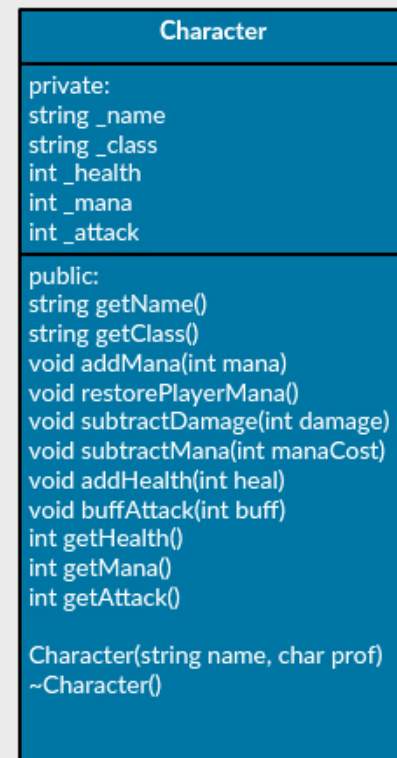 Character
private:
string _name
string _class
int _health
int _mana
int _attack
public:
string getName()
string getClass()
void addMana(int mana)
void restorePlayerMana()
void subtractDamage(int damage)
void subtractMana(int manaCost)
void addHealth(int heal)
void buffAttack(int buff)
int getHealth()
int getMana()
int getAttack()
Character(string name, char prof)
~Character()